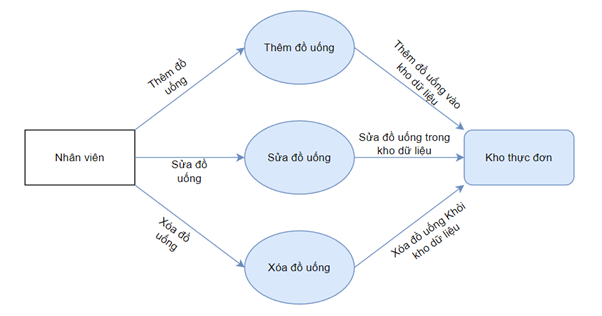 Thêm đồ uống
Thêm đồ
uống
Thêm đồ uống vào
kho dữ liệu
Nhân viên
Sửa đồ
uống
Sửa đồ uống
Sửa đồ uống trong
kho dữ liệu
Kho thực đơn
Xóa đồ
uống
Xóa đồ uống
Xóa đồ uống Khỏi
kho dữ liệu